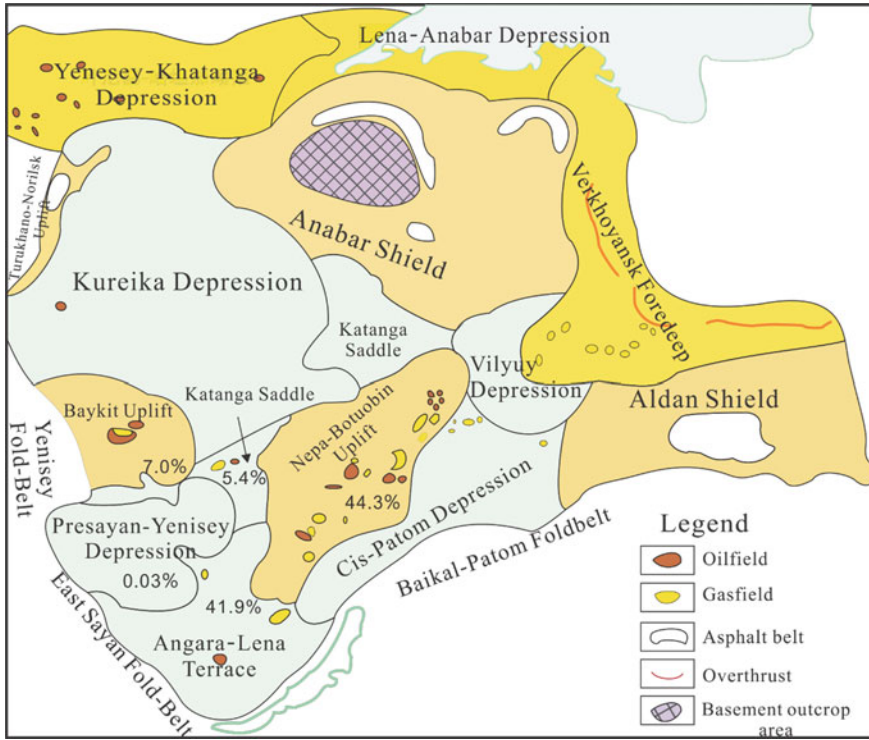 Lena-Anabar Depression
Yenesey-Khatanga
Depression
Turukhano-Norilsk
Uplift
Anabar Shield
Verkhoyansk Foredeep
Kureika Depression
Katanga
Saddle
Vilyuy
Depression
Katanga Saddle
Baykit Uplift
Nepa-Botuobin
Uplift
Aldan Shield
Yenisey
Fold-Belt
7.0%
5.4%
44.3%
Presayan-Yenisey
Depression
0.03%
Cis-Patom Depression
Baikal-Patom Foldbelt
41.9%
Angara-Lena
Terrace
East Sayan Fold-Belt
Legend
Oilfield
Gasfield
Asphalt belt
Overthrust
Basement outcrop
area